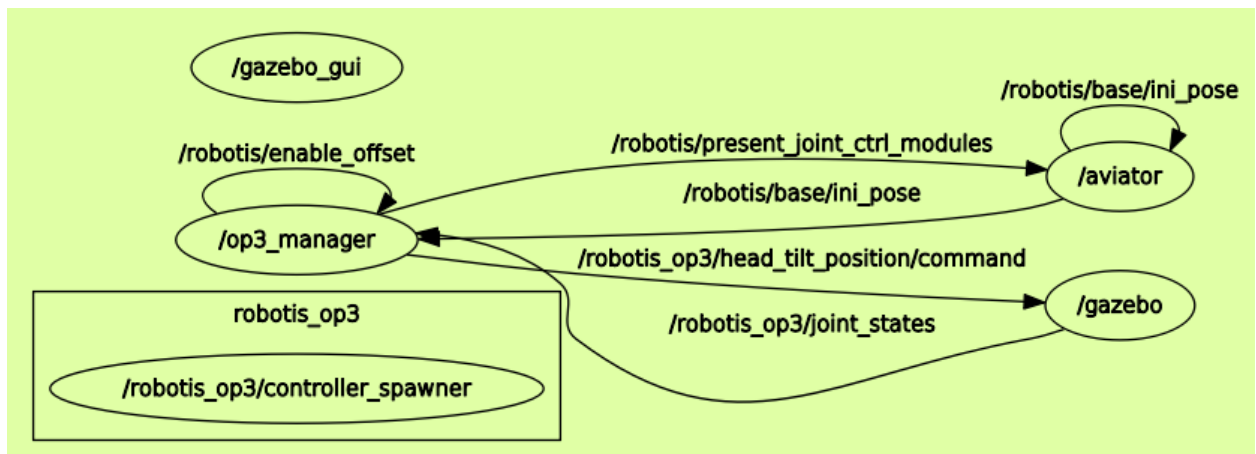 /gazebo_gui
/robotis/base/ini_pose
/robotis/enable_offset
/robotis/present_joint_ctrl_modules
/aviator
/robotis/base/ini_pose
/op3_manager
/robotis_op3/head_tilt_position/command
/gazebo
robotis_op3
/robotis_op3/joint_states
/robotis_op3/controller_spawner